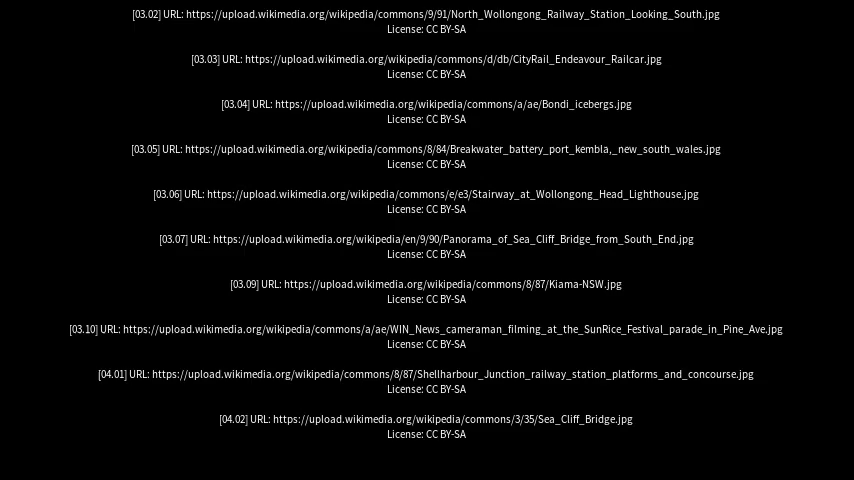 [03.02] URL: https://upload.wikimedia.org/wikipedia/commons/9/91/North_Wollongong_Railway_Station_Looking_South.jpg
License: CC BY-SA
[03.03] URL: https://upload.wikimedia.org/wikipedia/commons/d/db/CityRail_Endeavour_Railcar.jpg
License: CC BY-SA
[03.04] URL: https://upload.wikimedia.org/wikipedia/commons/a/ae/Bondi_icebergs.jpg
License: CC BY-SA
[03.05] URL: https://upload.wikimedia.org/wikipedia/commons/8/84/Breakwater_battery_port_kembla,_new_south_wales.jpg
License: CC BY-SA
[03.06] URL: https://upload.wikimedia.org/wikipedia/commons/e/e3/Stairway_at_Wollongong_Head_Lighthouse.jpg
License: CC BY-SA
[03.07] URL: https://upload.wikimedia.org/wikipedia/en/9/90/Panorama_of_Sea_Cliff_Bridge_from_South_End.jpg
License: CC BY-SA
[03.09] URL: https://upload.wikimedia.org/wikipedia/commons/8/87/Kiama-NSW.jpg
License: CC BY-SA
[03.10] URL: https://upload.wikimedia.org/wikipedia/commons/a/ae/WIN_News_cameraman_filming_at_the_SunRice_Festival_parade_in_Pine_Ave.jpg
License: CC BY-SA
[04.01] URL: https://upload.wikimedia.org/wikipedia/commons/8/87/Shellharbour_Junction_railway_station_platforms_and_concourse.jpg
License: CC BY-SA
[04.02] URL: https://upload.wikimedia.org/wikipedia/commons/3/35/Sea_Cliff_Bridge.jpg
License: CC BY-SA